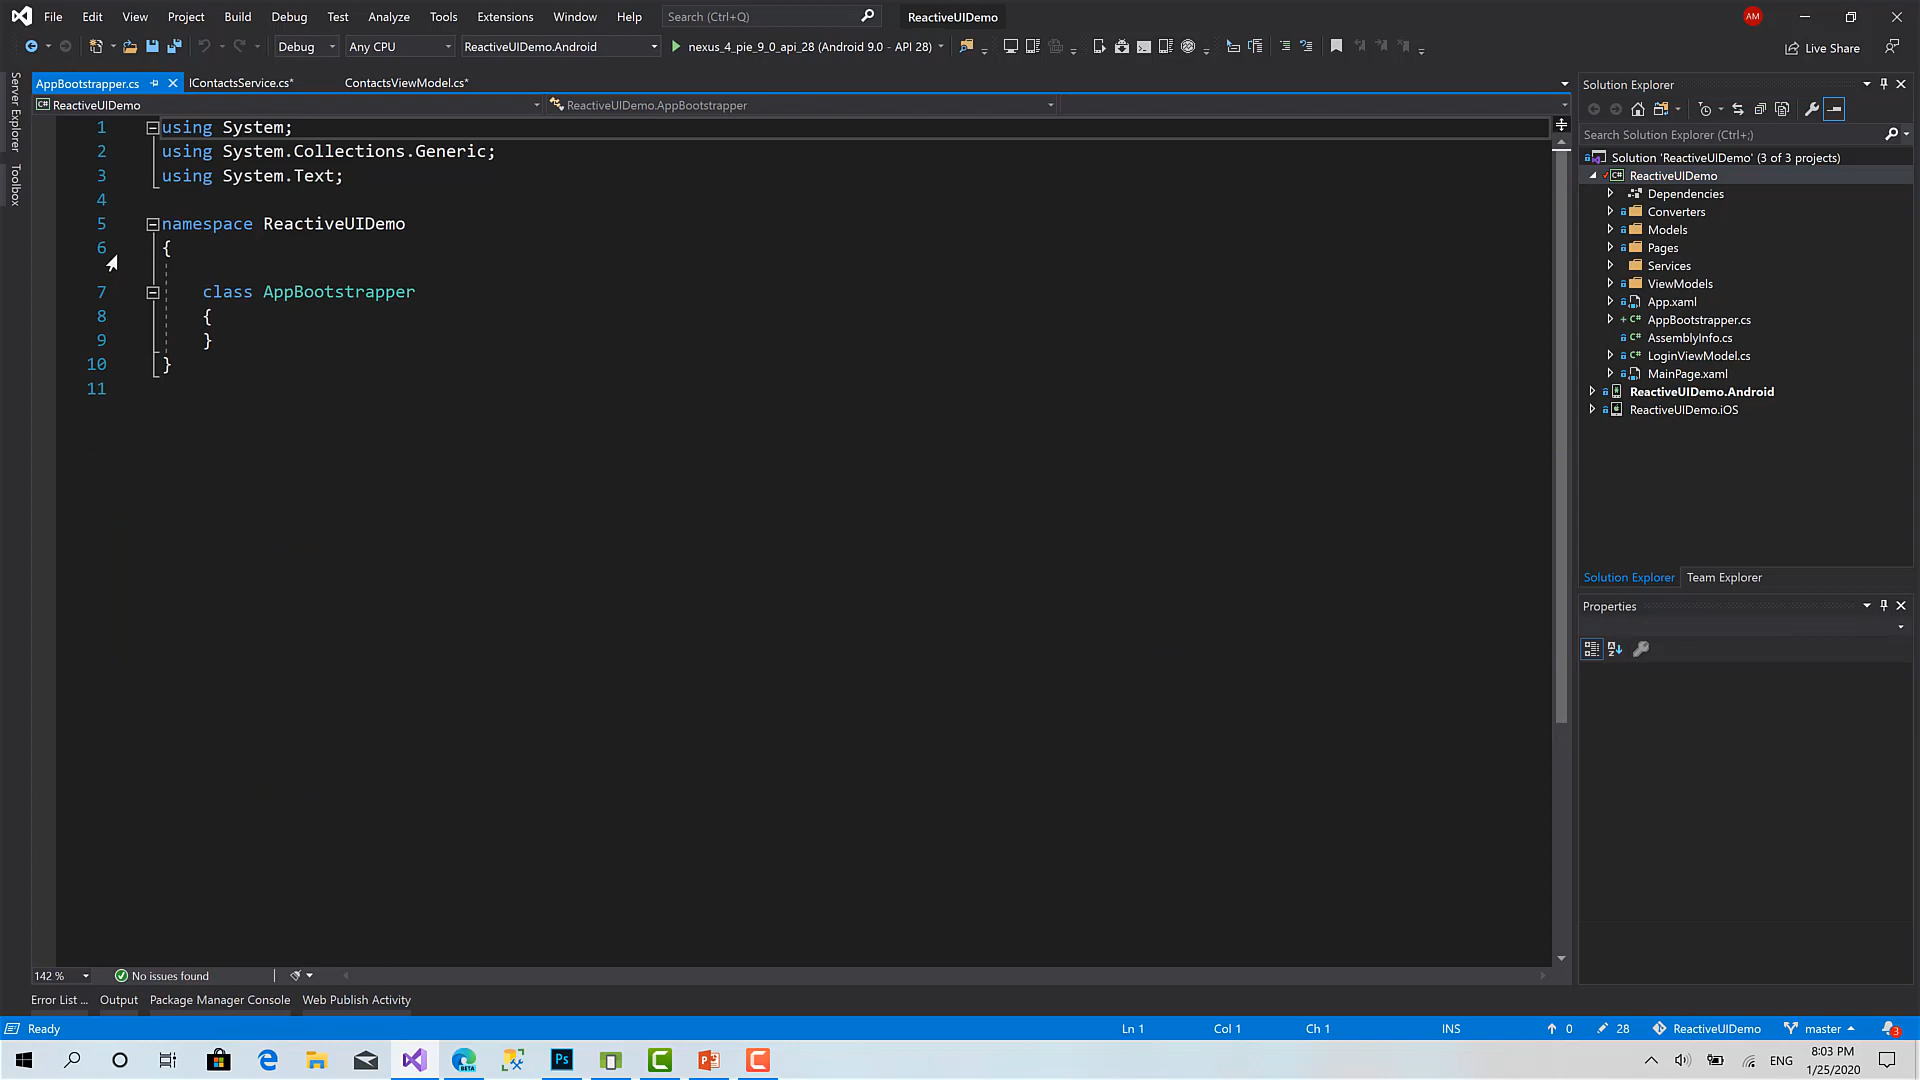 File Edit View Project Build Debug Test Analyze Tools Extensions Window Help Search (Ctrl+Q) ReactiveUIDemo AM
Debug Any CPU ReactiveUIDemo.Android nexus_4_pie_9_0_api_28 (Android 9.0 - API 28) Live Share
AppBootstrapper.cs IContactsService.cs* ContactsViewModel.cs*
ReactiveUIDemo ReactiveUIDemo.AppBootstrapper
Server Explorer
Toolbox
1 using System;
2 using System.Collections.Generic;
3 using System.Text;
4
5 namespace ReactiveUIDemo
6 {
7 class AppBootstrapper
8 {
9 }
10 }
11
142 % No issues found
Error List ... Output Package Manager Console Web Publish Activity
Solution Explorer
Search Solution Explorer (Ctrl+;)
Solution 'ReactiveUIDemo' (3 of 3 projects)
ReactiveUIDemo
Dependencies
Converters
Models
Pages
Services
ViewModels
App.xaml
AppBootstrapper.cs
AssemblyInfo.cs
LoginViewModel.cs
MainPage.xaml
ReactiveUIDemo.Android
ReactiveUIDemo.iOS
Solution Explorer Team Explorer
Properties
Ready Ln 1 Col 1 Ch 1 INS 0 28 ReactiveUIDemo master 3
Ps BETA ENG 8:03 PM
1/25/2020